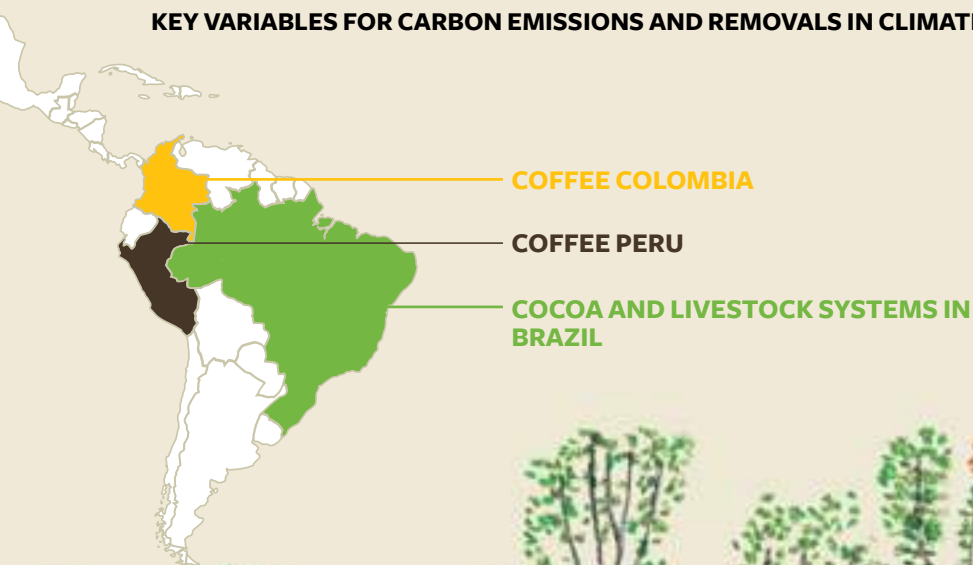 KEY VARIABLES FOR CARBON EMISSIONS AND REMOVALS IN CLIMAT
COFFEE COLOMBIA
COFFEE PERU
COCOA AND LIVESTOCK SYSTEMS IN
BRAZIL